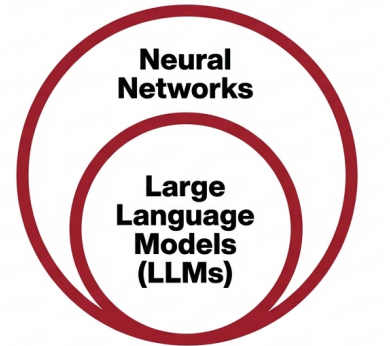 Neural
Networks
Large
Language
Models
(LLMs)